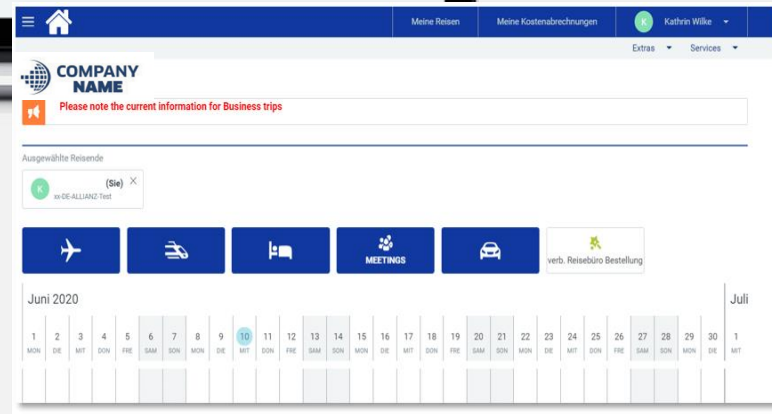 Meine Reisen Meine Kostenabrechnungen K Kathrin Wilke
Extras Services
COMPANY
NAME
Please note the current information for Business trips
Ausgewählte Reisende
K (Sie) ×
xx-DE-ALLIANZ-Test
MEETINGS
verb. Reisebüro Bestellung
Juni 2020 Juli
1 2 3 4 5 6 7 8 9 10 11 12 13 14 15 16 17 18 19 20 21 22 23 24 25 26 27 28 29 30 1
MON DIE MIT DON FRE SAM SON MON DIE MIT DON FRE SAM SON MON DIE MIT DON FRE SAM SON MON DIE MIT DON FRE SAM SON MON DIE MIT